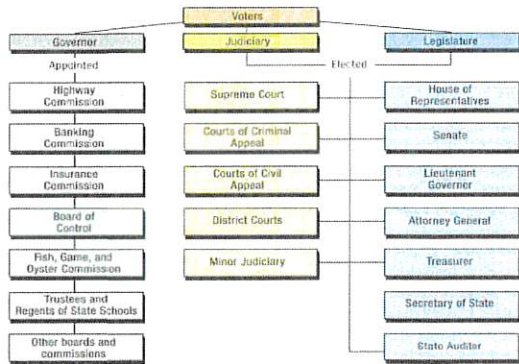 Voters
Governor
Judiciary
Legislature
Appointed
Elected
Highway
Commission
Banking
Commission
Insurance
Commission
Board of
Control
Fish, Game, and
Oyster Commission
Trustees and
Regents of State Schools
Other boards and
commissions
Supreme Court
Courts of Criminal
Appeal
Courts of Civil
Appeal
District Courts
Minor Judiciary
House of
Representatives
Senate
Lieutenant
Governor
Attorney General
Treasurer
Secretary of State
State Auditor